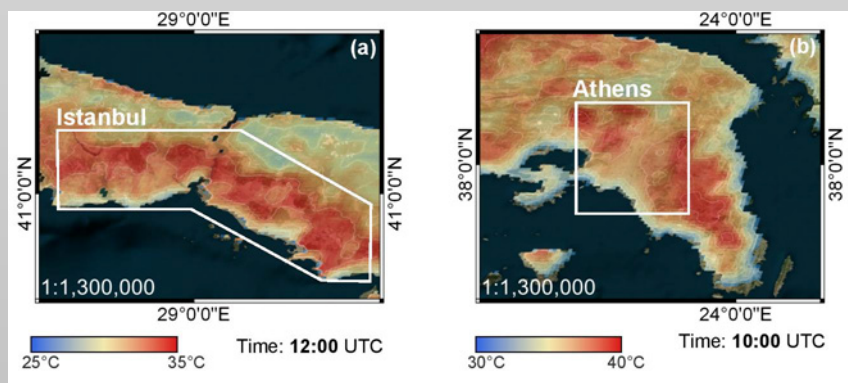 29°0'0"E
(a)
Istanbul
41°0'0"N
41°0'0"N
1:1,300,000
29°0'0"E
25°C
35°C
Time: 12:00 UTC
24°0'0"E
(b)
Athens
38°0'0"N
38°0'0"N
1:1,300,000
24°0'0"E
30°C
40°C
Time: 10:00 UTC